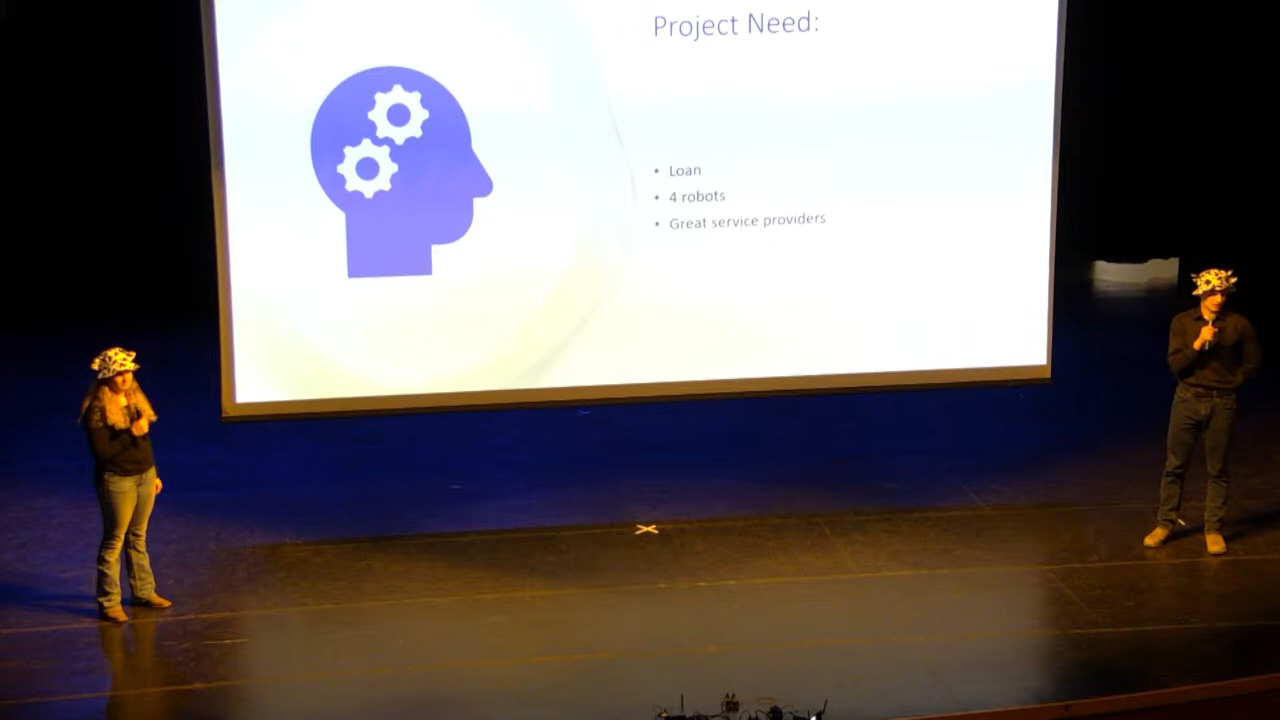 Project Need:
• Loan
• 4 robots
• Great service providers